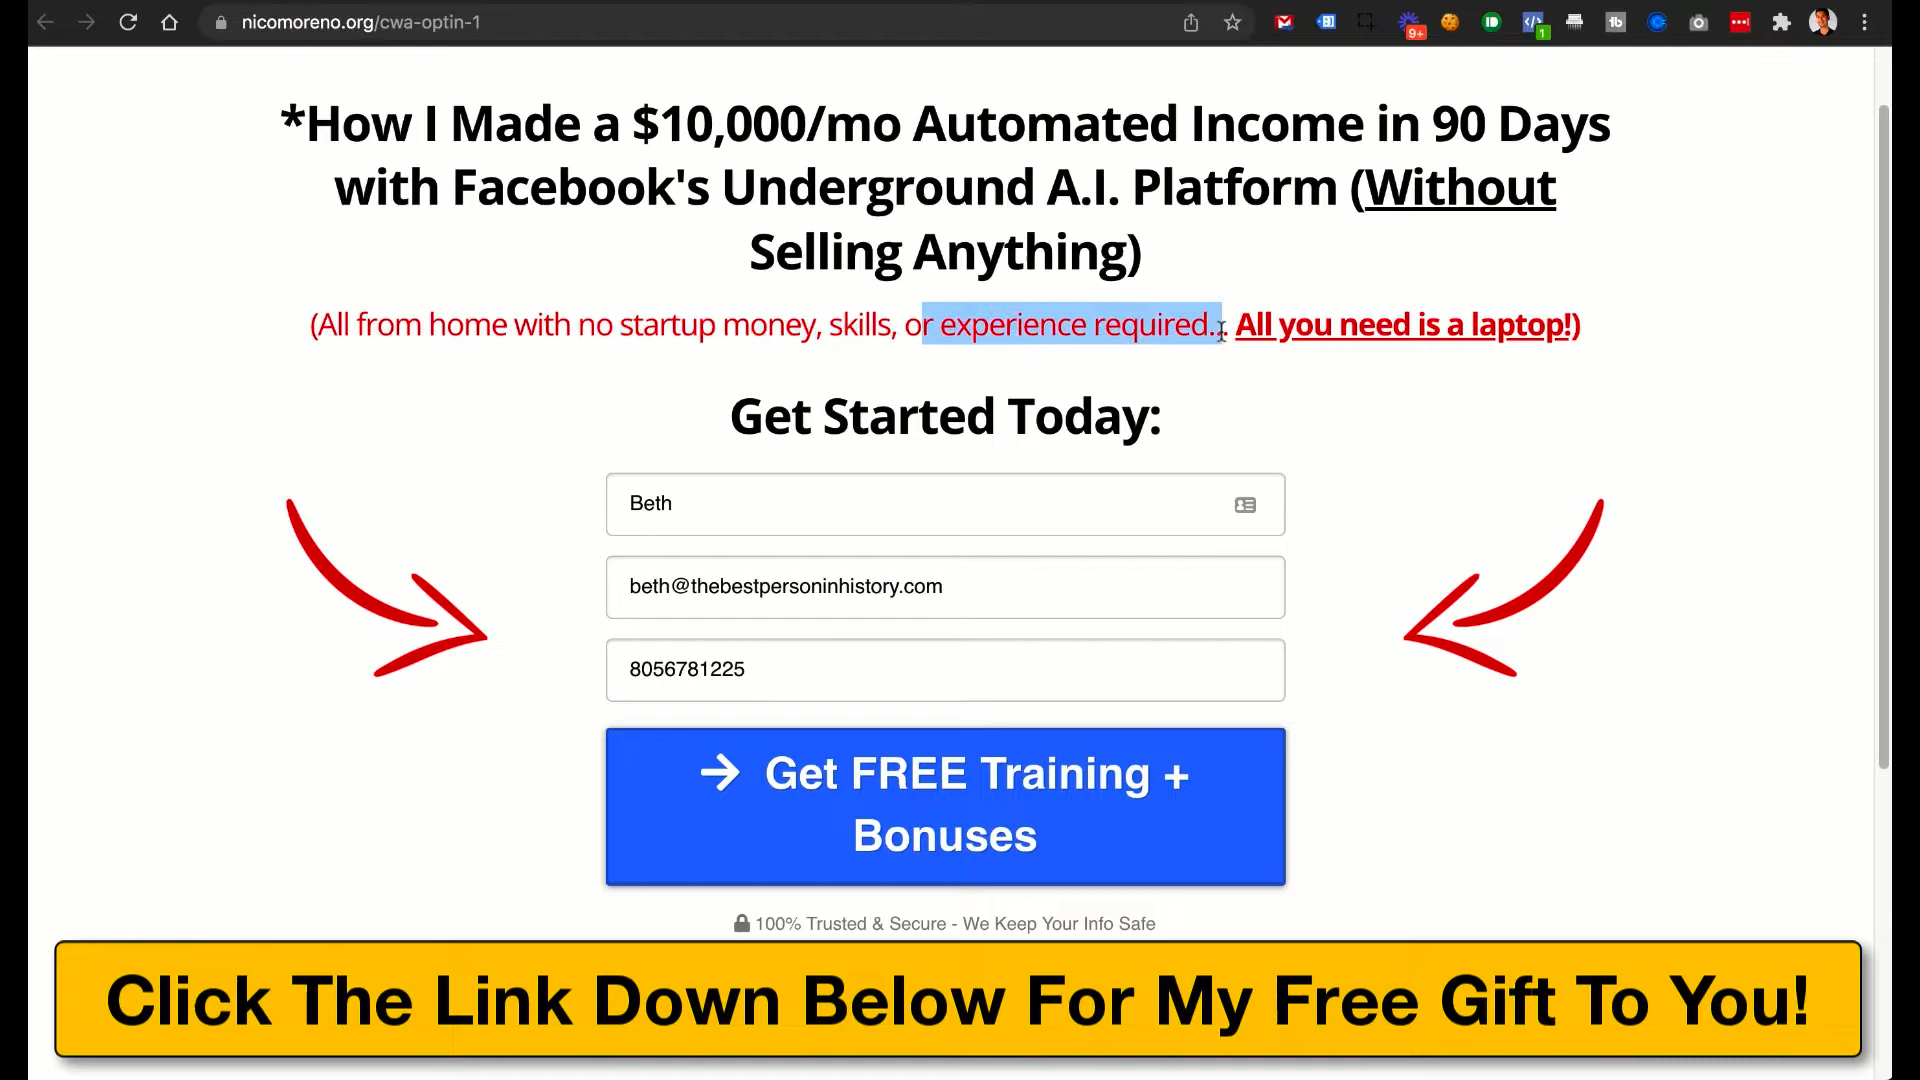 nicomoreno.org/cwa-optin-1
9+
1
*How I Made a $10,000/mo Automated Income in 90 Days
with Facebook's Underground A.I. Platform (Without
Selling Anything)
(All from home with no startup money, skills, or experience required... All you need is a laptop!)
Get Started Today:
Beth
beth@thebestpersoninhistory.com
8056781225
Get FREE Training +
Bonuses
100% Trusted & Secure - We Keep Your Info Safe
Click The Link Down Below For My Free Gift To You!